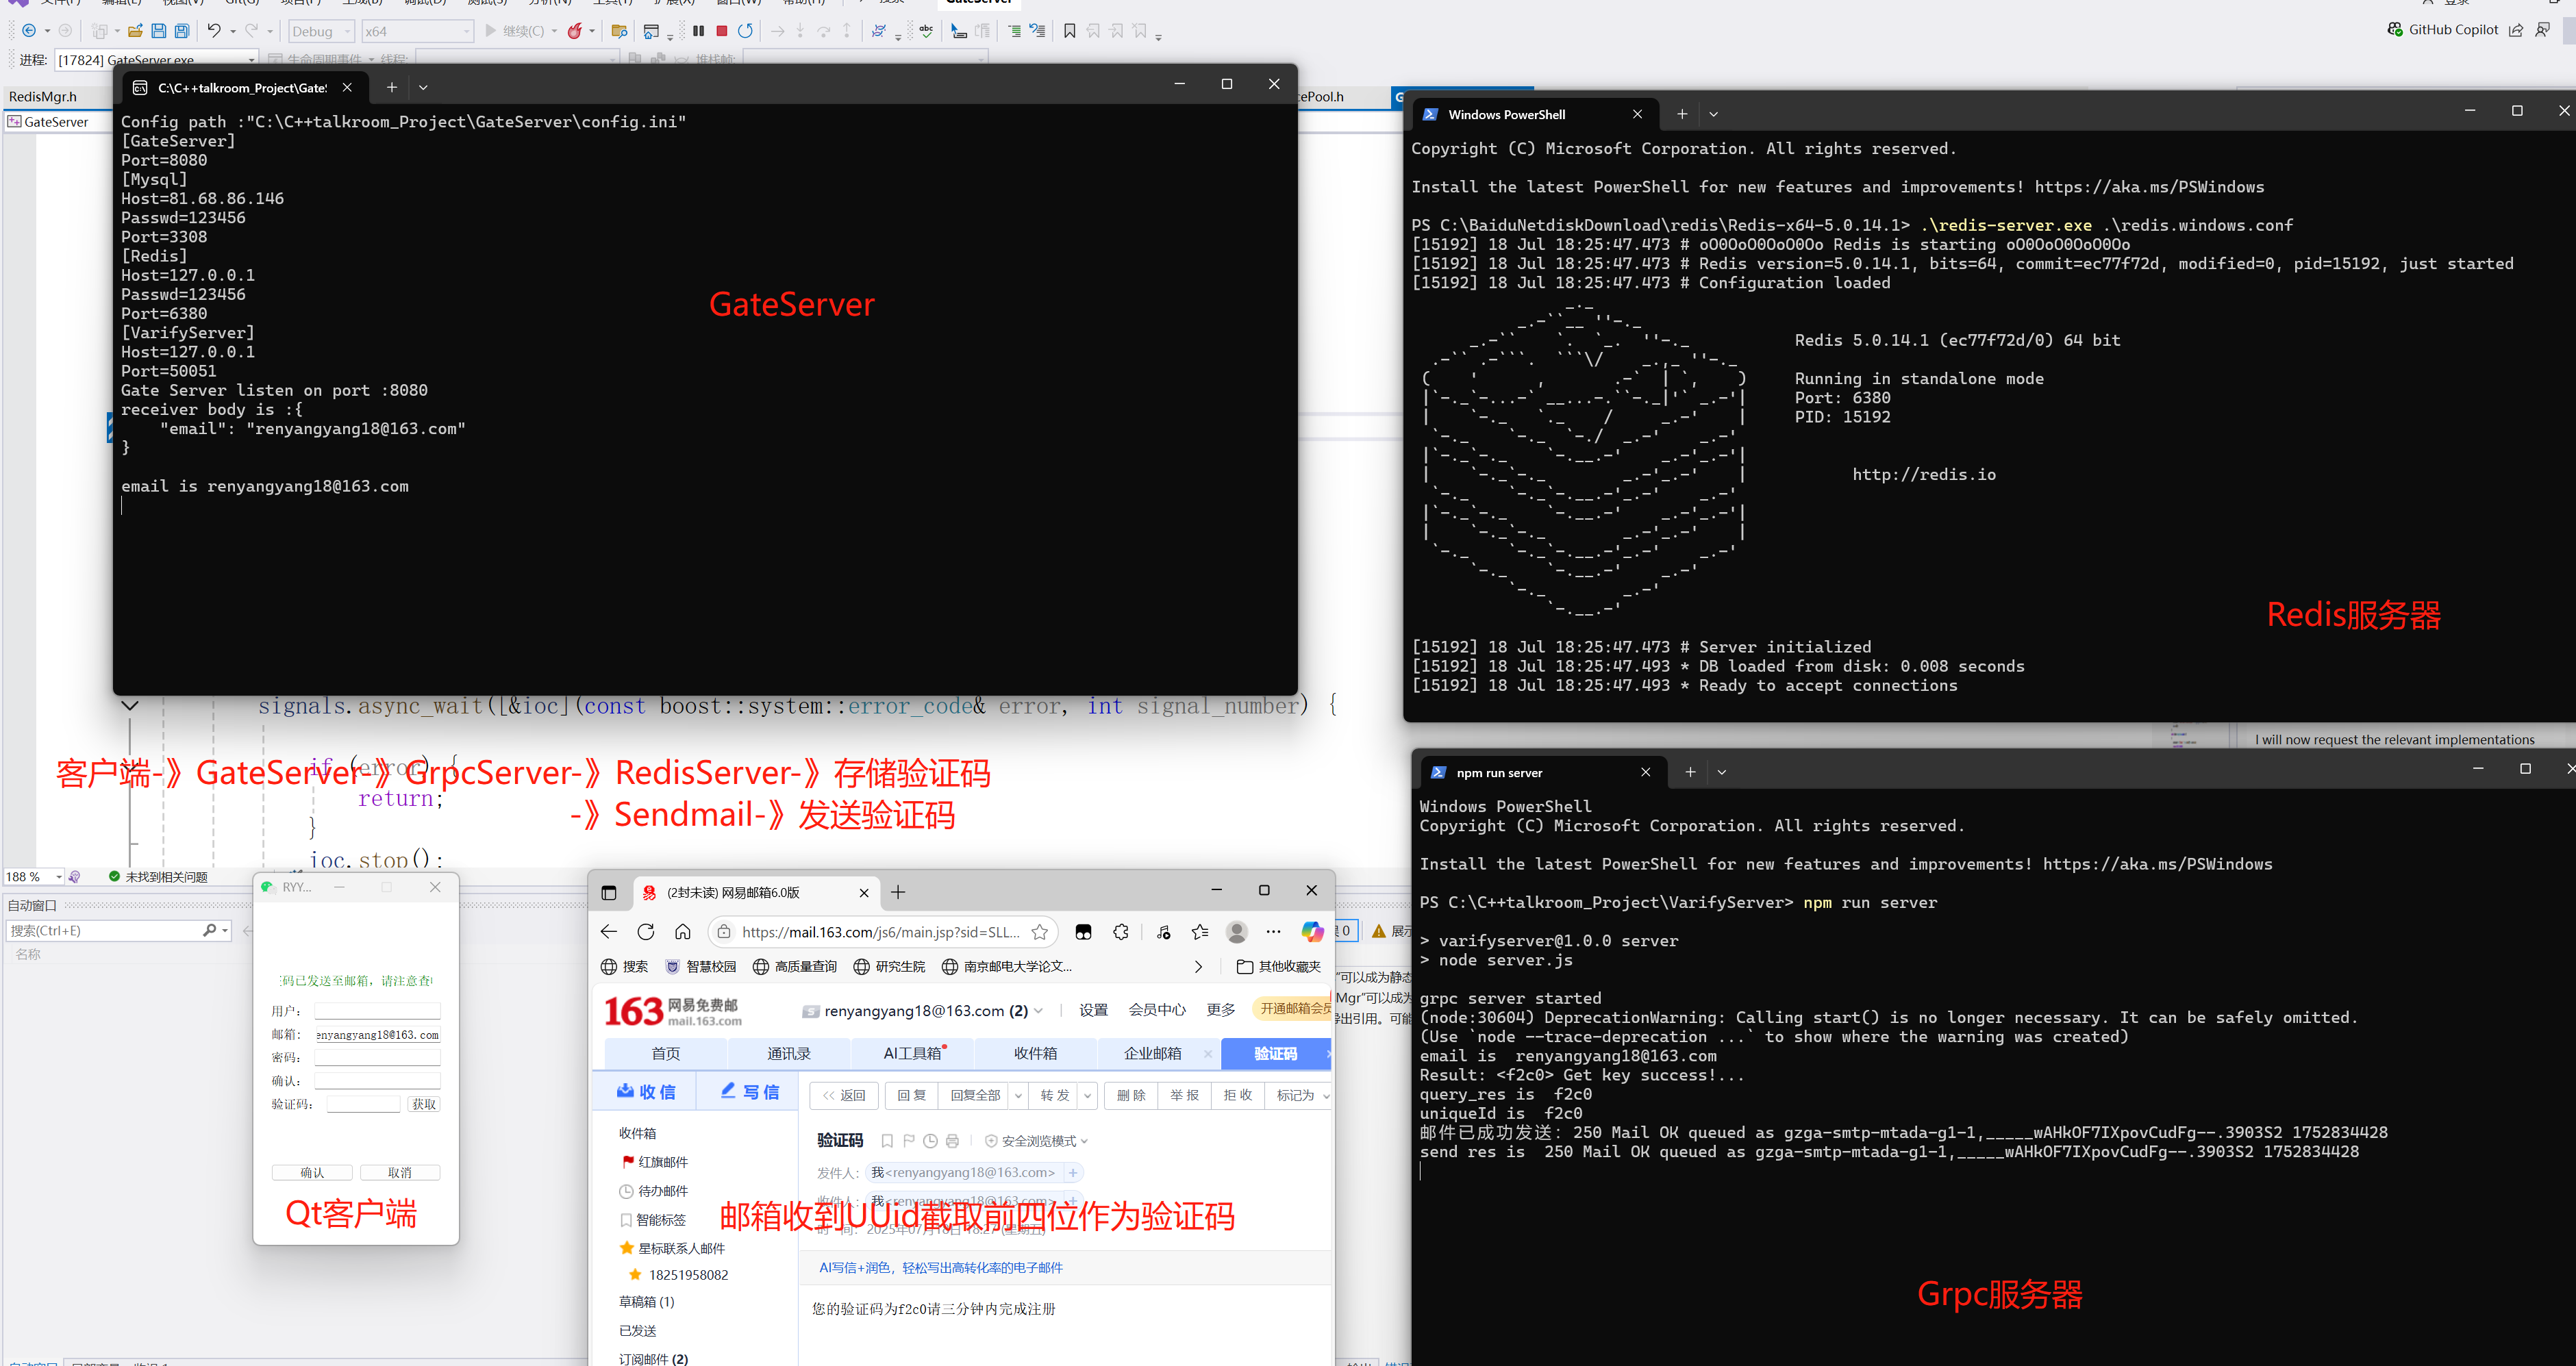 GateServer
登录
Debug
x64
继续(C)
GitHub Copilot
进程:
[17824] GateServer.exe
生命周期事件
线程:
堆栈帧:
RedisMgr.h
cePool.h
GateServer
C:\C++talkroom_Project\Gate!
Config path :"C:\C++talkroom_Project\GateServer\config.ini"
[GateServer]
Port=8080
[Mysql]
Host=81.68.86.146
Passwd=123456
Port=3308
[Redis]
Host=127.0.0.1
Passwd=123456
Port=6380
[VarifyServer]
Host=127.0.0.1
Port=50051
Gate Server listen on port :8080
receiver body is :{
"email": "renyangyang18@163.com"
}
email is renyangyang18@163.com
GateServer
Windows PowerShell
Copyright (C) Microsoft Corporation. All rights reserved.
Install the latest PowerShell for new features and improvements! https://aka.ms/PSWindows
PS C:\BaiduNetdiskDownload\redis\Redis-x64-5.0.14.1> .\redis-server.exe .\redis.windows.conf
[15192] 18 Jul 18:25:47.473 # oO0OoO0OoO0Oo Redis is starting oO0OoO0OoO0Oo
[15192] 18 Jul 18:25:47.473 # Redis version=5.0.14.1, bits=64, commit=ec77f72d, modified=0, pid=15192, just started
[15192] 18 Jul 18:25:47.473 # Configuration loaded
Redis 5.0.14.1 (ec77f72d/0) 64 bit
Running in standalone mode
Port: 6380
PID: 15192
http://redis.io
Redis服务器
[15192] 18 Jul 18:25:47.473 # Server initialized
[15192] 18 Jul 18:25:47.493 * DB loaded from disk: 0.008 seconds
[15192] 18 Jul 18:25:47.493 * Ready to accept connections
signals.async_wait([&ioc](const boost::system::error_code& error, int signal_number) {
if (error) {
return;
}
ioc.stop();
客户端-》GateServer-》GrpcServer-》RedisServer-》存储验证码
-》Sendmail-》发送验证码
I will now request the relevant implementations
188 %
未找到相关问题
自动窗口
搜索(Ctrl+E)
名称
RYY...
码已发送至邮箱，请注意查
用户：
邮箱：
enyangyang18@163.com
密码：
确认：
验证码：
获取
确认
取消
Qt客户端
(2封未读) 网易邮箱6.0版
https://mail.163.com/js6/main.jsp?sid=SLL...
搜索
智慧校园
高质量查询
研究生院
南京邮电大学论文...
其他收藏夹
163 网易免费邮
mail.163.com
renyangyang18@163.com (2)
设置
会员中心
更多
开通邮箱会员
首页
通讯录
AI工具箱
收件箱
企业邮箱
验证码
收信
写信
<< 返回
回复
回复全部
转发
删除
举报
拒收
标记为
收件箱
红旗邮件
待办邮件
智能标签
星标联系人邮件
18251958082
草稿箱 (1)
已发送
订阅邮件 (2)
验证码
安全浏览模式
发件人：
我<renyangyang18@163.com>
收件人：
我<renyangyang18@163.com>
邮箱收到UUid截取前四位作为验证码
AI写信+润色，轻松写出高转化率的电子邮件
您的验证码为f2c0请三分钟内完成注册
npm run server
Windows PowerShell
Copyright (C) Microsoft Corporation. All rights reserved.
Install the latest PowerShell for new features and improvements! https://aka.ms/PSWindows
PS C:\C++talkroom_Project\VarifyServer> npm run server
> varifyserver@1.0.0 server
> node server.js
grpc server started
(node:30604) DeprecationWarning: Calling start() is no longer necessary. It can be safely omitted.
(Use `node --trace-deprecation ...` to show where the warning was created)
email is  renyangyang18@163.com
Result: <f2c0> Get key success!...
query_res is  f2c0
uniqueId is  f2c0
邮件已成功发送: 250 Mail OK queued as gzga-smtp-mtada-g1-1,_____wAHkOF7IXpovCudFg--.3903S2 1752834428
send res is  250 Mail OK queued as gzga-smtp-mtada-g1-1,_____wAHkOF7IXpovCudFg--.3903S2 1752834428
Grpc服务器